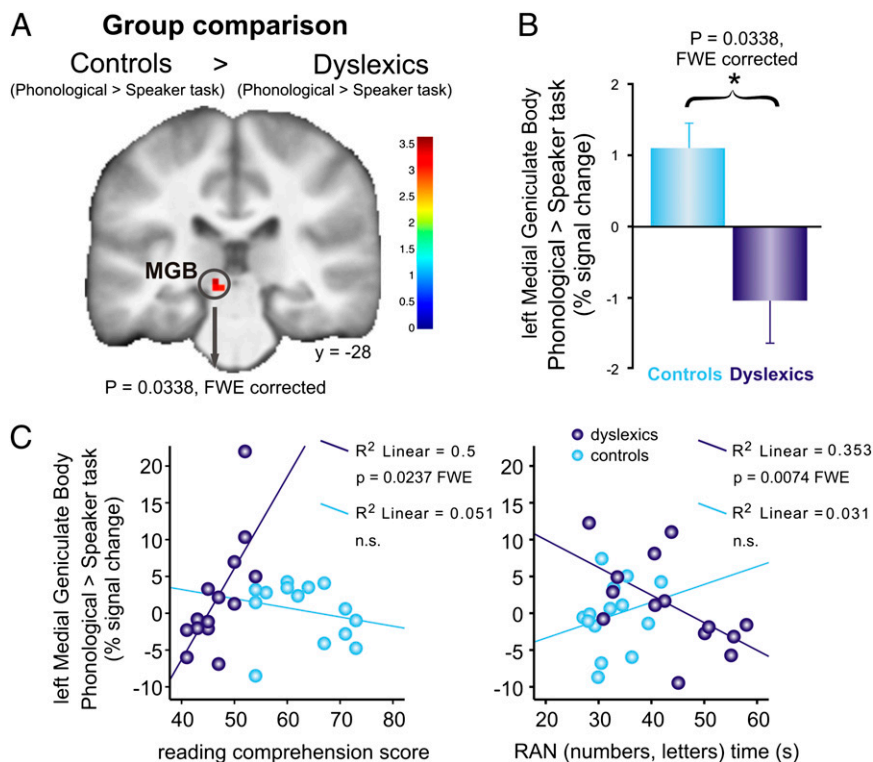 A
Group comparison
Controls > Dyslexics
(Phonological > Speaker task) (Phonological > Speaker task)
3.5
3
2.5
2
1.5
1
0.5
0
MGB
y = -28
P = 0.0338, FWE corrected
B
P = 0.0338,
FWE corrected
*
left Medial Geniculate Body
Phonological > Speaker task
(% signal change)
2
1
0
-1
-2
Controls Dyslexics
C
left Medial Geniculate Body
Phonological > Speaker task
(% signal change)
20
15
10
5
0
-5
-10
40 50 60 70 80
reading comprehension score
R² Linear = 0.5
p = 0.0237 FWE
R² Linear = 0.051
n.s.
dyslexics
controls
R² Linear = 0.353
p = 0.0074 FWE
R² Linear = 0.031
n.s.
20
15
10
5
0
-5
-10
20 30 40 50 60
RAN (numbers, letters) time (s)